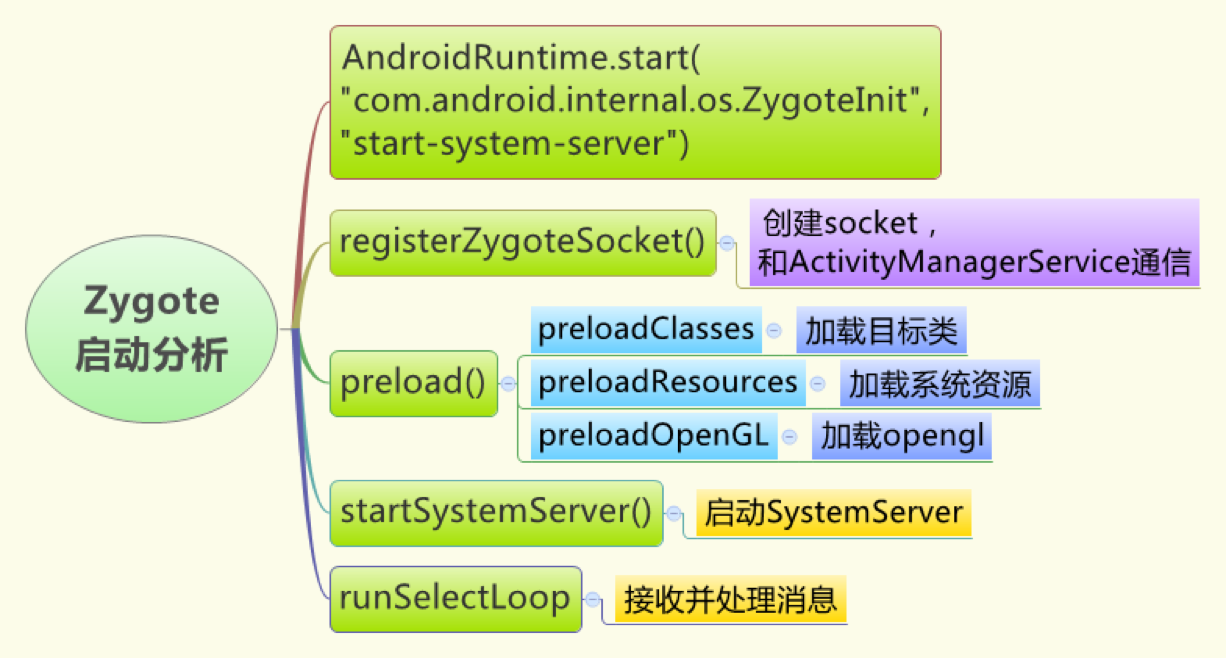 Zygote
启动分析
AndroidRuntime.start(
"com.android.internal.os.ZygoteInit",
"start-system-server")
registerZygoteSocket()
创建socket，
和ActivityManagerService通信
preload()
preloadClasses
加载目标类
preloadResources
加载系统资源
preloadOpenGL
加载opengl
startSystemServer()
启动SystemServer
runSelectLoop
接收并处理消息